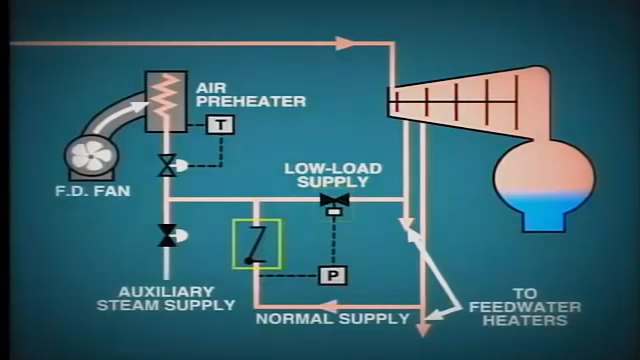 AIR
PREHEATER
T
F.D. FAN
LOW-LOAD
SUPPLY
P
AUXILIARY
STEAM SUPPLY
NORMAL SUPPLY
TO
FEEDWATER
HEATERS